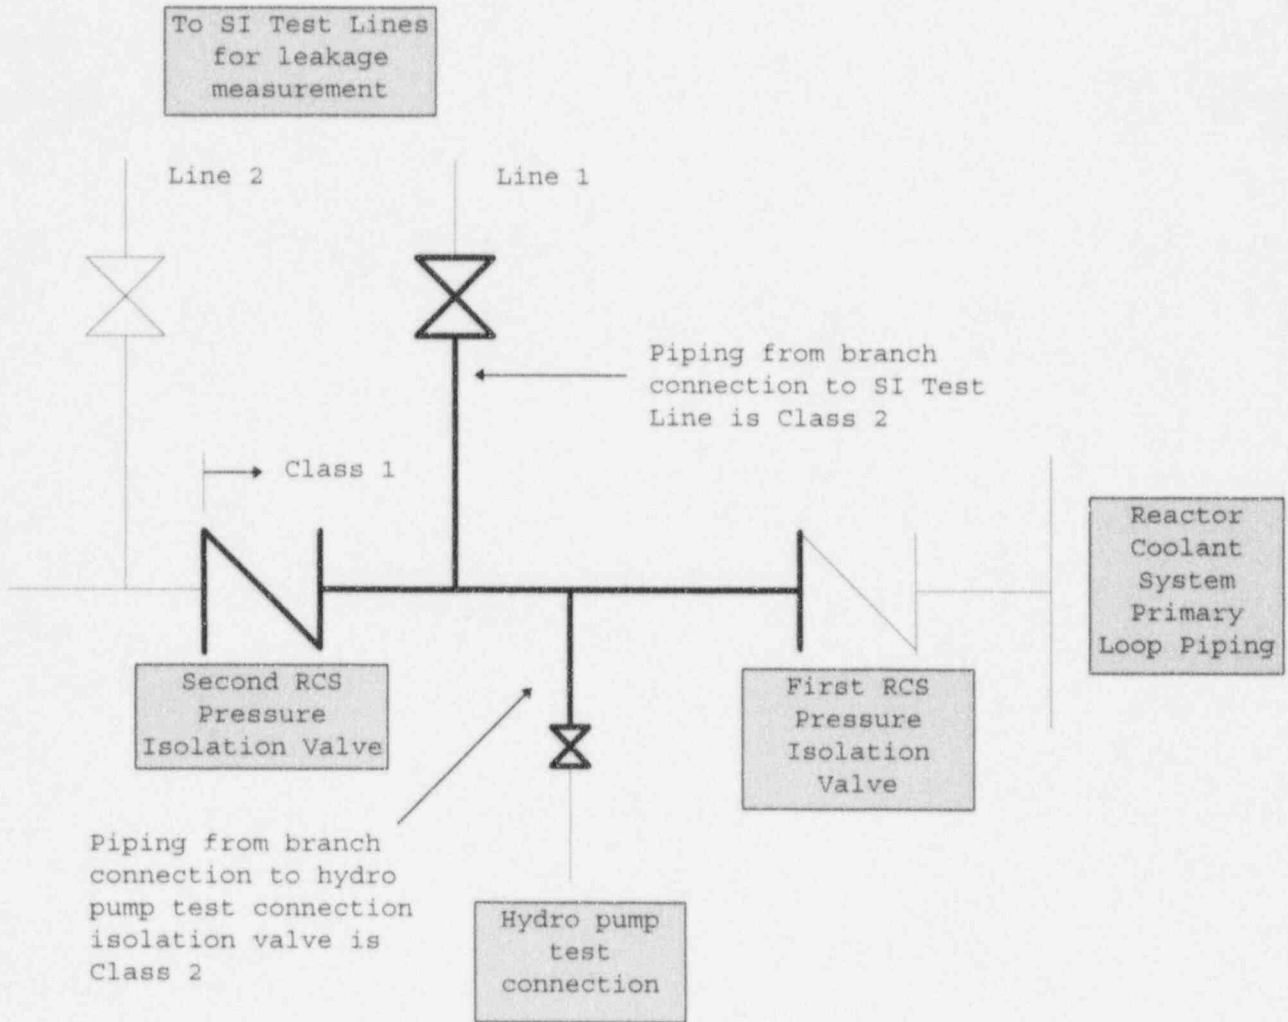 To SI Test Lines
for leakage
measurement
Line 2
Line 1
Piping from branch
connection to SI Test
Line is Class 2
Class 1
Reactor
Coolant
System
Primary
Loop Piping
Second RCS
Pressure
Isolation Valve
First RCS
Pressure
Isolation
Valve
Piping from branch
connection to hydro
pump test connection
isolation valve is
Class 2
Hydro pump
test
connection